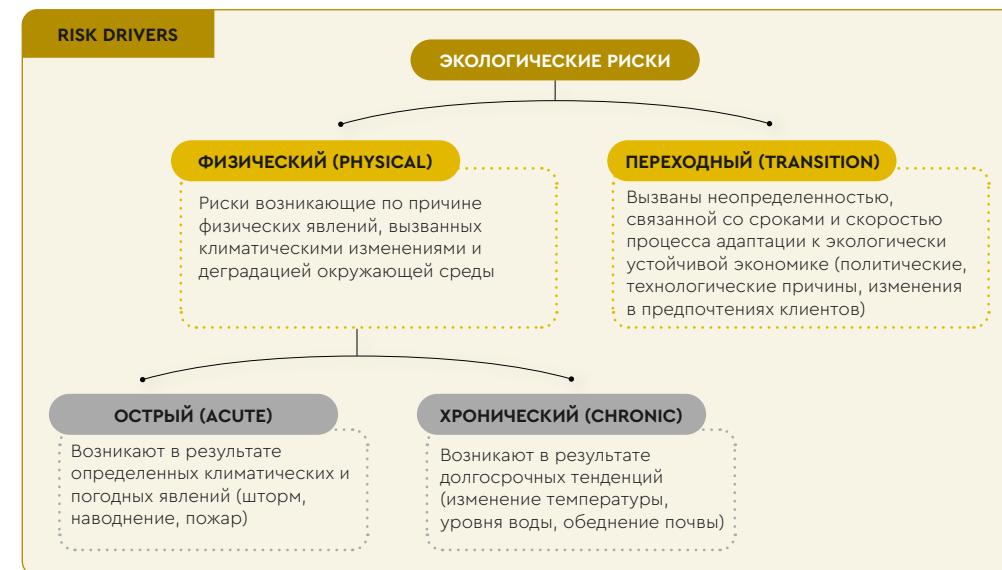 RISK DRIVERS
ЭКОЛОГИЧЕСКИЕ РИСКИ
ФИЗИЧЕСКИЙ (PHYSICAL)
Риски возникающие по причине
физических явлений, вызванных
климатическими изменениями и
деградацией окружающей среды
ПЕРЕХОДНЫЙ (TRANSITION)
Вызваны неопределенностью,
связанной со сроками и скоростью
процесса адаптации к экологически
устойчивой экономике (политические,
технологические причины, изменения
в предпочтениях клиентов)
ОСТРЫЙ (ACUTE)
Возникают в результате
определенных климатических и
погодных явлений (шторм,
наводнение, пожар)
ХРОНИЧЕСКИЙ (CHRONIC)
Возникают в результате
долгосрочных тенденций
(изменение температуры,
уровня воды, обеднение почвы)